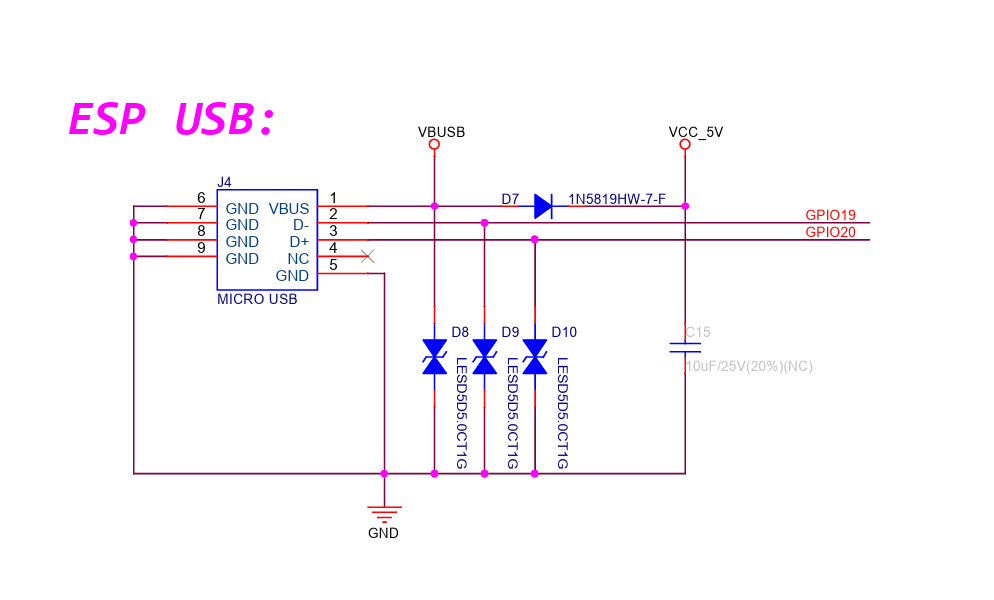 ESP USB:
VBUSB
VCC_5V
J4
D7
1N5819HW-7-F
6
7
8
9
GND
GND
GND
GND
VBUS
D-
D+
NC
GND
1
2
3
4
5
GPIO19
GPIO20
MICRO USB
D8
D9
D10
LESD5D5.0CT1G
LESD5D5.0CT1G
LESD5D5.0CT1G
C15
10uF/25V(20%)(NC)
GND